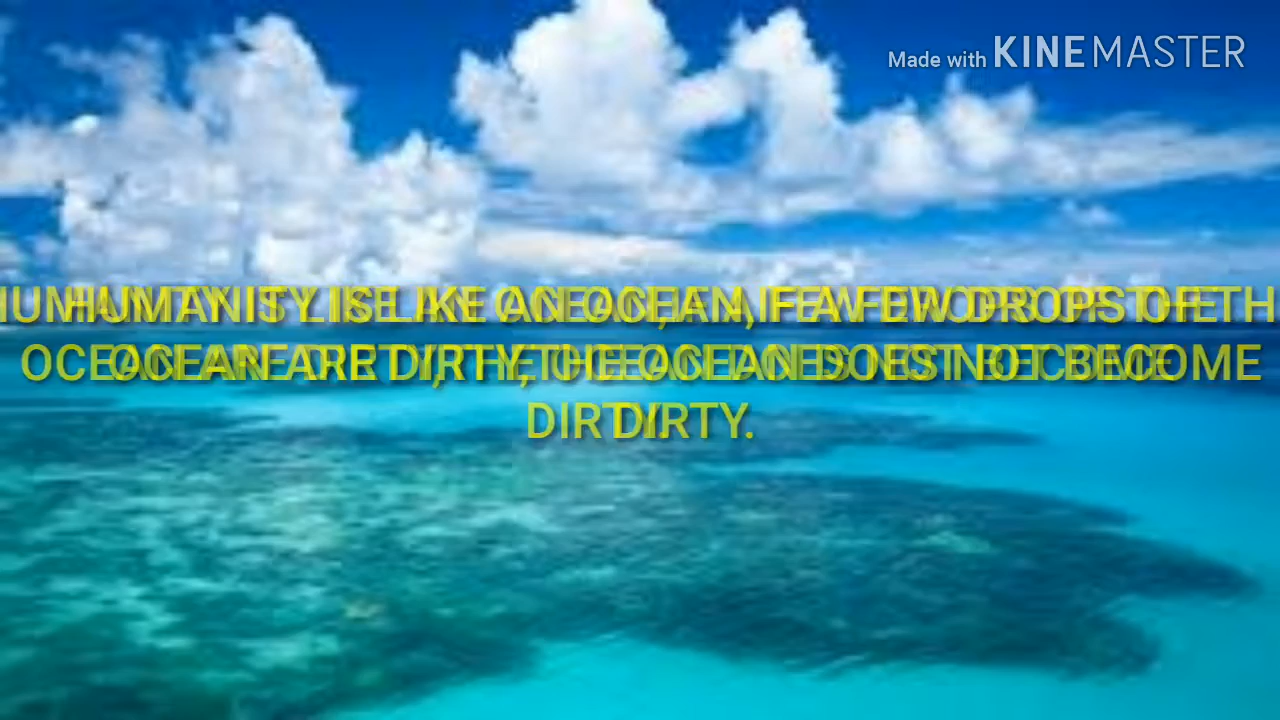 Made with KINEMASTER
HUMANITY IS LIKE AN OCEAN, IF A FEW DROPS OF THE
OCEAN ARE DIRTY, THE OCEAN DOES NOT BECOME
DIRTY.